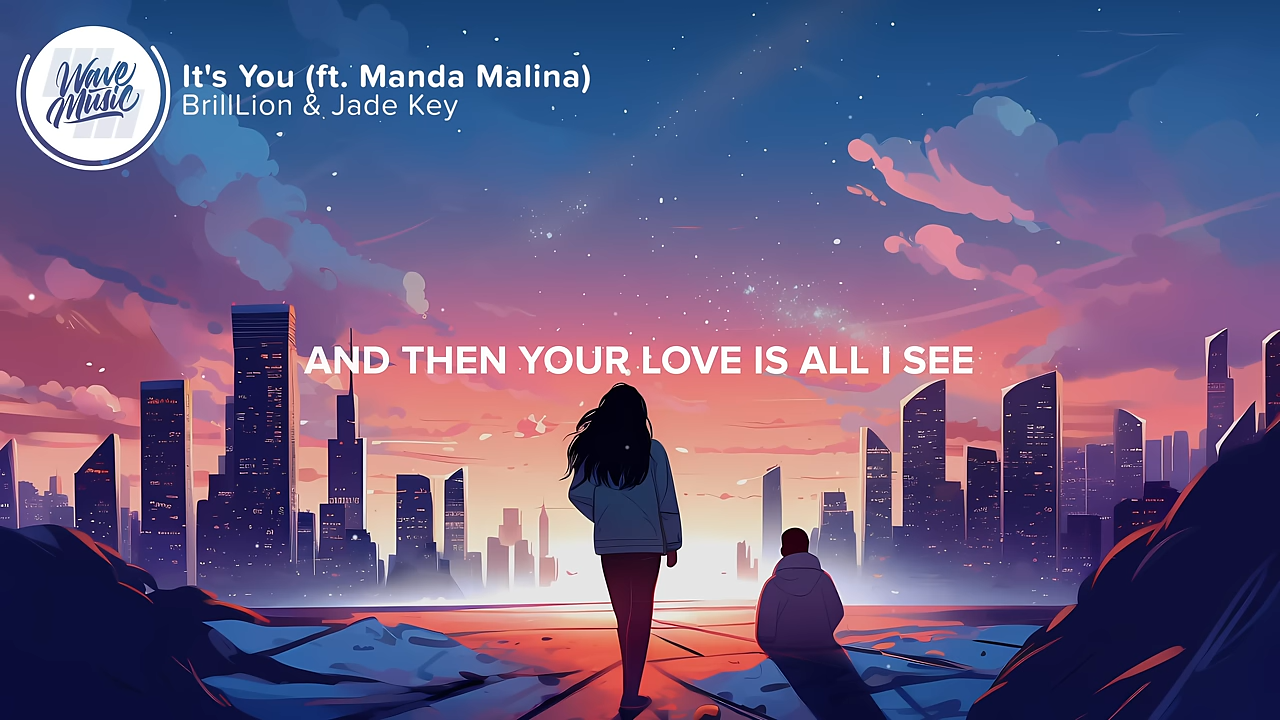 Wave
Music
It's You (ft. Manda Malina)
BrillLion & Jade Key
AND THEN YOUR LOVE IS ALL I SEE